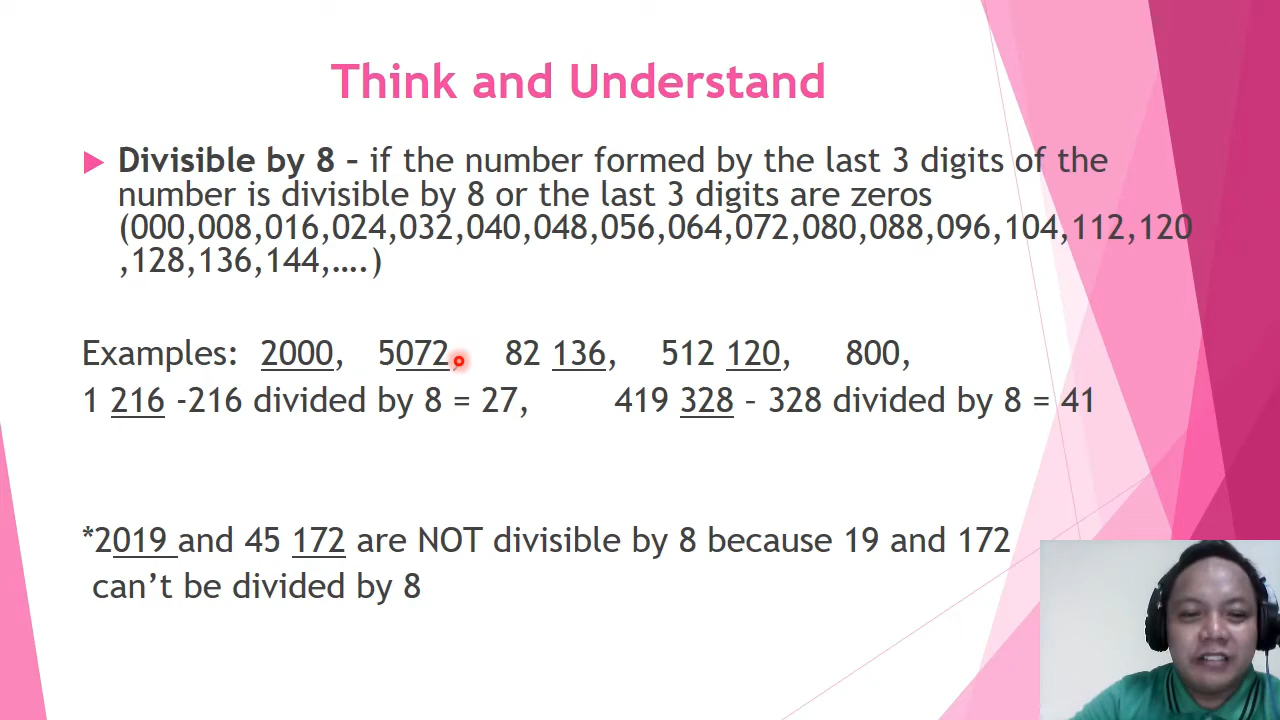 Think and Understand
Divisible by 8 – if the number formed by the last 3 digits of the
number is divisible by 8 or the last 3 digits are zeros
(000,008,016,024,032,040,048,056,064,072,080,088,096,104,112,120
,128,136,144,….)
Examples: 2000, 5072, 82 136, 512 120, 800,
1 216 -216 divided by 8 = 27, 419 328 – 328 divided by 8 = 41
*2019 and 45 172 are NOT divisible by 8 because 19 and 172
can’t be divided by 8